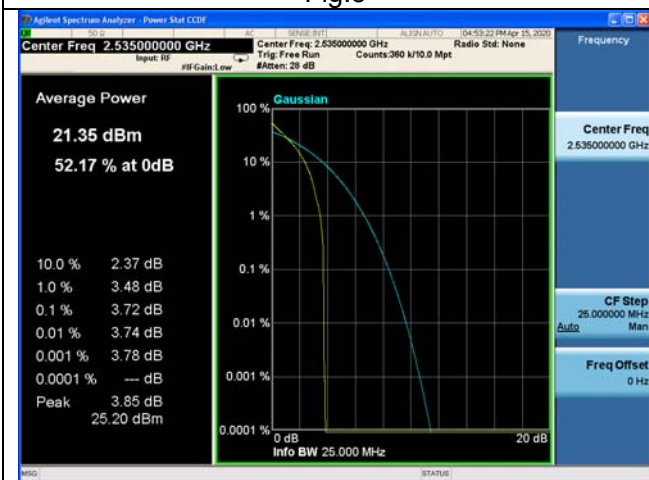 Agilent Spectrum Analyzer - Power Stat CCDF
50 Ω AC SENSE:INT ALIGN AUTO 04:53:22 PM Apr 15, 2020
Center Freq 2.535000000 GHz
Input: RF
#IFGain:Low
Center Freq: 2.535000000 GHz Radio Std: None
Trig: Free Run Counts:360 k/10.0 Mpt
#Atten: 28 dB
Frequency
Average Power
21.35 dBm
52.17 % at 0dB
10.0 % 2.37 dB
1.0 % 3.48 dB
0.1 % 3.72 dB
0.01 % 3.74 dB
0.001 % 3.78 dB
0.0001 % --- dB
Peak 3.85 dB
25.20 dBm
Gaussian
100 %
10 %
1 %
0.1 %
0.01 %
0.001 %
0.0001 %
0 dB 20 dB
Info BW 25.000 MHz
Center Freq
2.535000000 GHz
CF Step
25.000000 MHz
Auto Man
Freq Offset
0 Hz
MSG STATUS